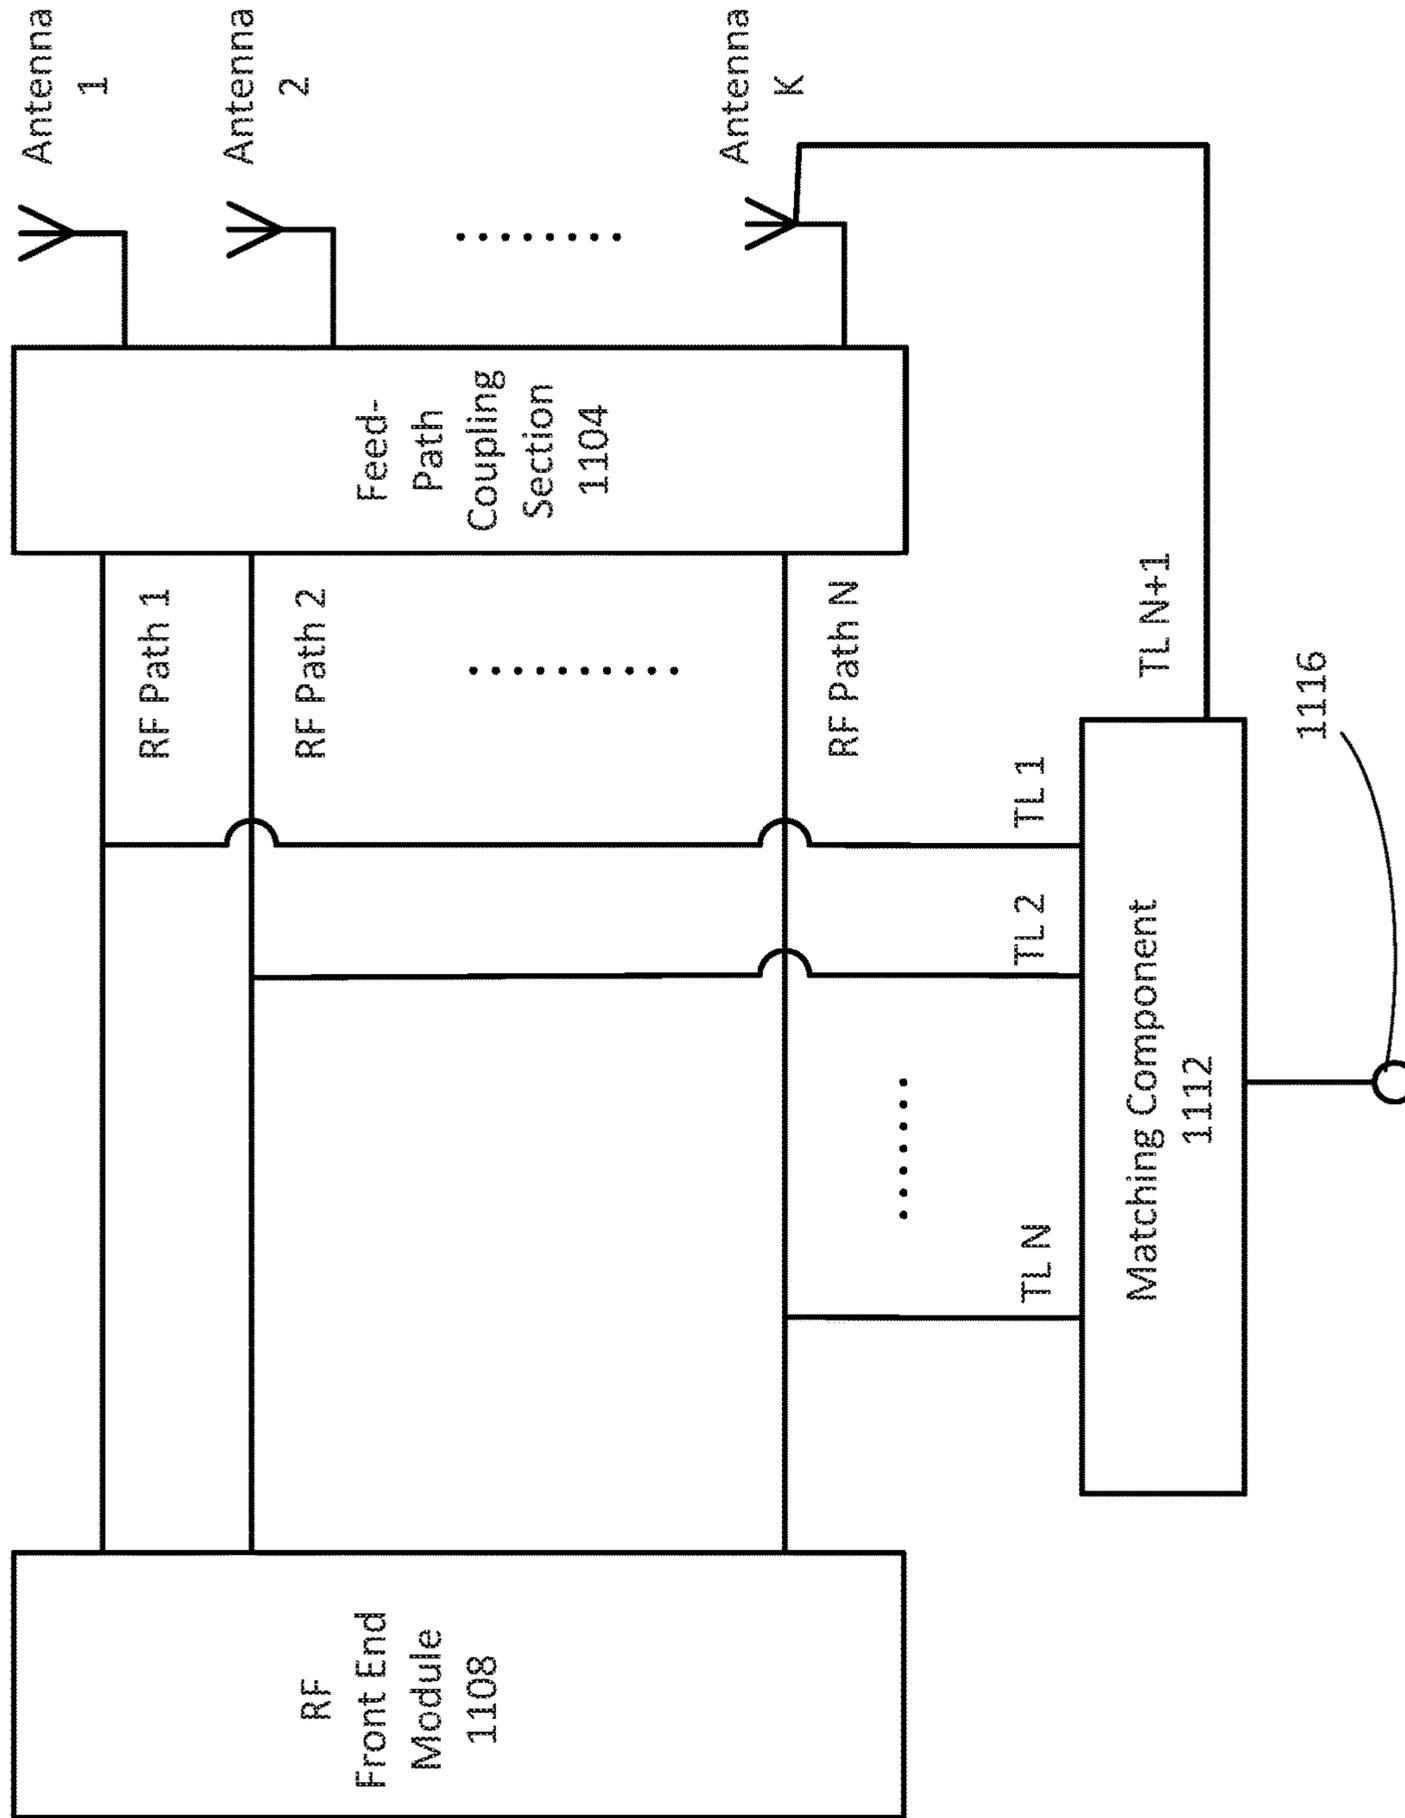 Antenna
1
Antenna
2
Antenna
K
Feed-
Path
Coupling
Section
1104
RF Path 1
RF Path 2
RF Path N
TL N+1
TL 1
TL 2
TL N
Matching Component
1112
1116
RF
Front End
Module
1108